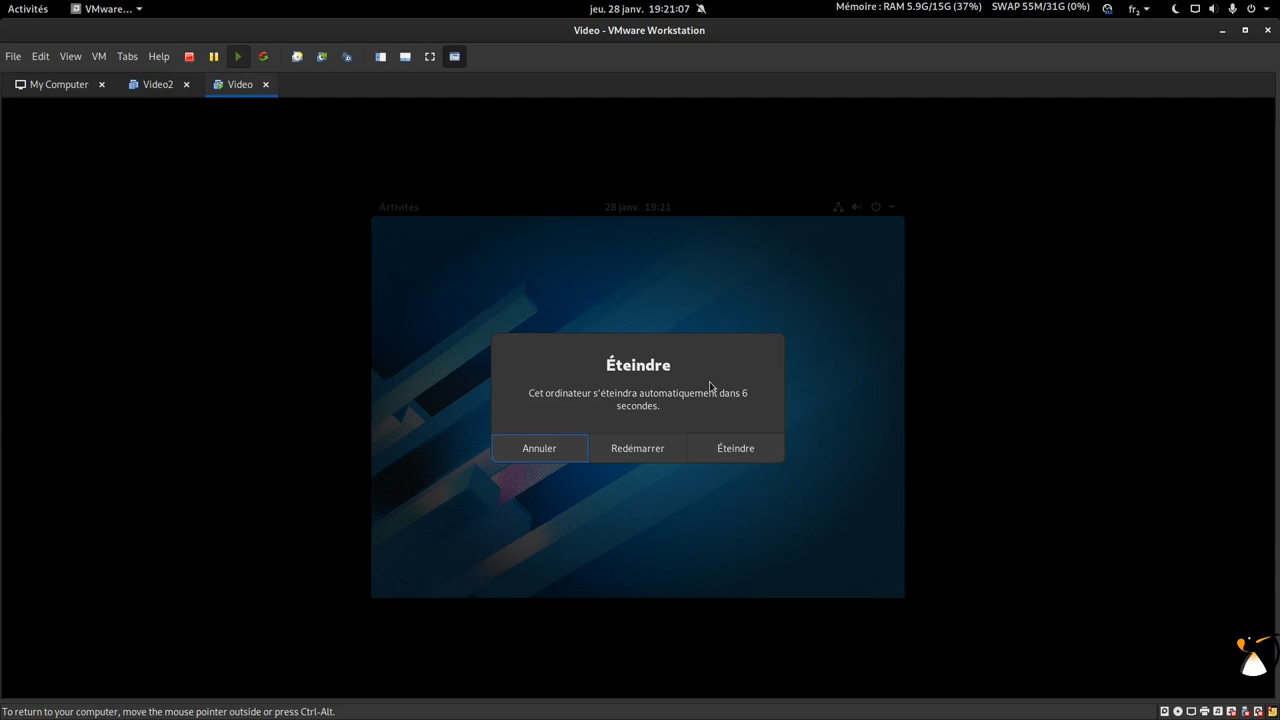 Activités VMware... jeu. 28 janv. 19:21:07 Mémoire : RAM 5.9G/15G (37%) SWAP 55M/31G (0%) fr₂
Video - VMware Workstation
File Edit View VM Tabs Help
My Computer Video2 Video
Activités 28 janv. 19:21
Éteindre
Cet ordinateur s'éteindra automatiquement dans 6
secondes.
Annuler Redémarrer Éteindre
To return to your computer, move the mouse pointer outside or press Ctrl-Alt.